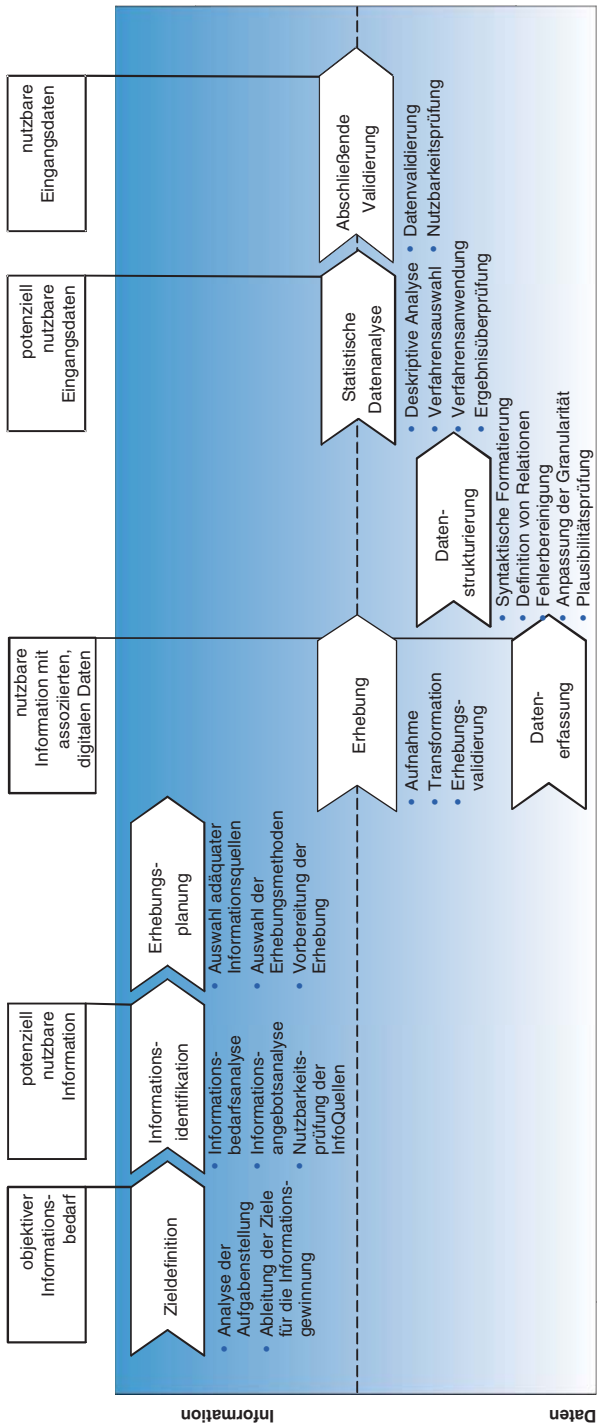 objektiver
Informations-
bedarf
potenziell
nutzbare
Information
nutzbare
Information mit
assoziierten,
digitalen Daten
potenziell
nutzbare
Eingangsdaten
nutzbare
Eingangsdaten
Information
Daten
Zieldefinition
• Analyse der
Aufgabenstellung
• Ableitung der Ziele
für die Informations-
gewinnung
Informations-
identifikation
• Informations-
bedarfsanalyse
• Informations-
angebotsanalyse
• Nutzbarkeits-
prüfung der
InfoQuellen
Erhebungs-
planung
• Auswahl adäquater
Informationsquellen
• Auswahl der
Erhebungsmethoden
• Vorbereitung der
Erhebung
Erhebung
• Aufnahme
• Transformation
• Erhebungs-
validierung
Daten-
erfassung
Daten-
strukturierung
• Syntaktische Formatierung
• Definition von Relationen
• Fehlerbereinigung
• Anpassung der Granularität
• Plausibilitätsprüfung
Statistische
Datenanalyse
• Deskriptive Analyse
• Verfahrensauswahl
• Verfahrensanwendung
• Ergebnisüberprüfung
Abschließende
Validierung
• Datenvalidierung
• Nutzbarkeitsprüfung